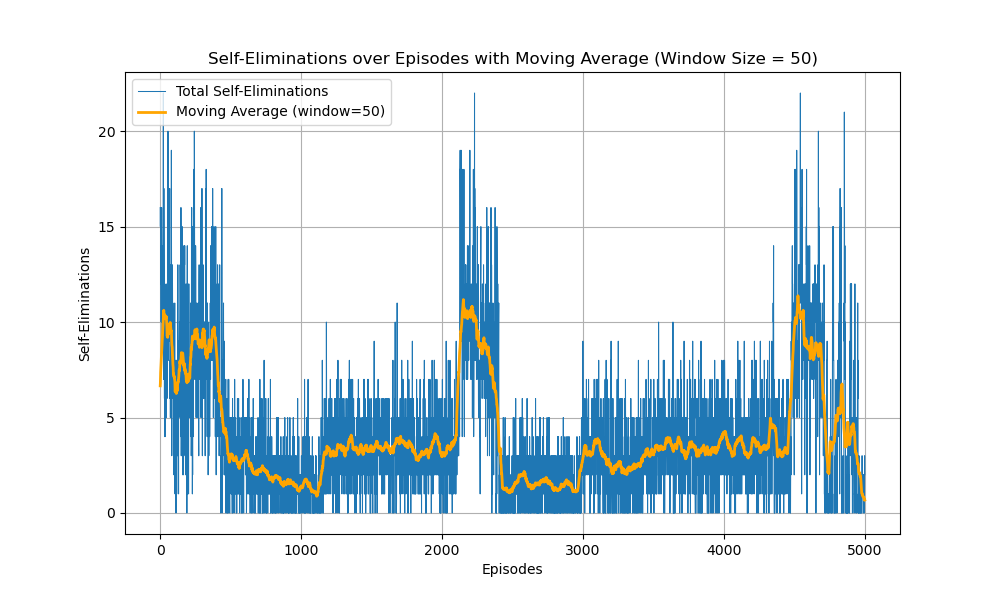 Self-Eliminations over Episodes with Moving Average (Window Size = 50)
Total Self-Eliminations
Moving Average (window=50)
Self-Eliminations
20
15
10
5
0
0 1000 2000 3000 4000 5000
Episodes